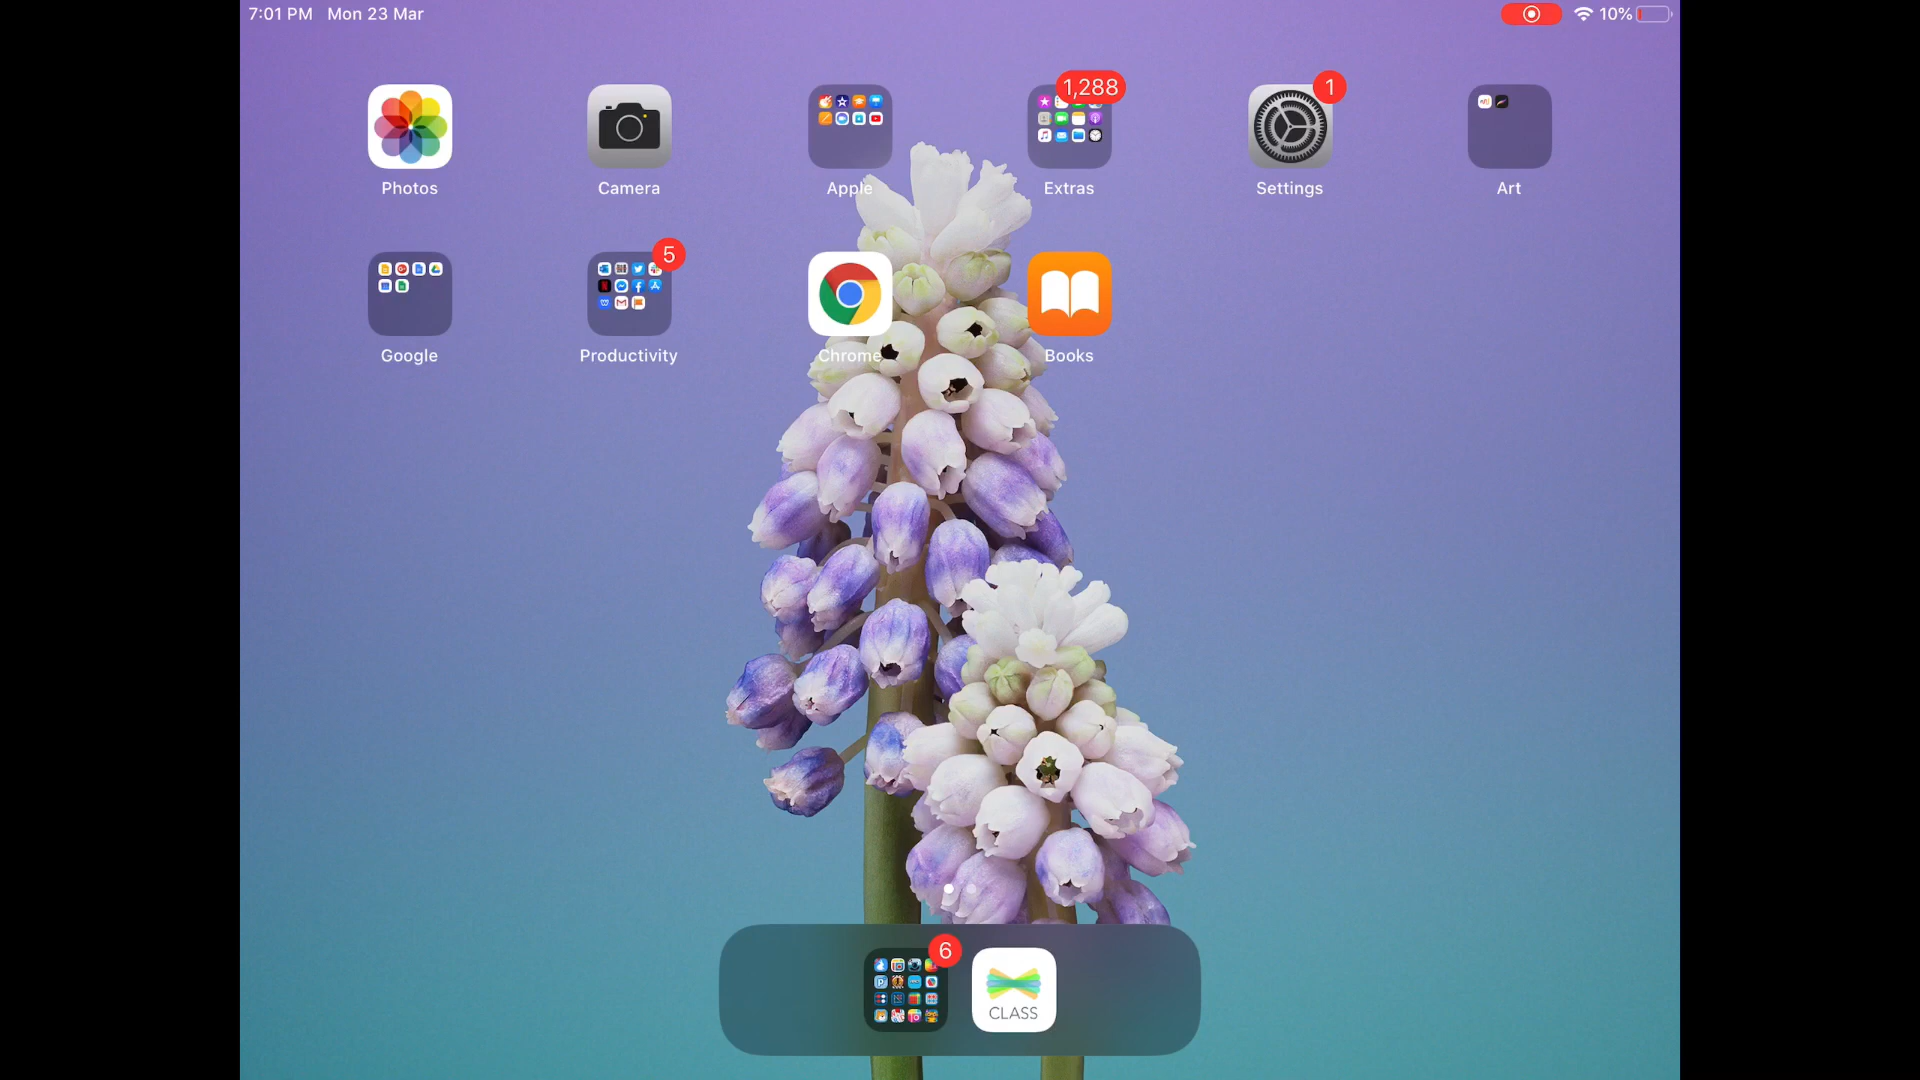 7:01 PM Mon 23 Mar
10%
1,288
1
Photos
Camera
Apple
Extras
Settings
Art
5
Google
Productivity
Chrome
Books
6
CLASS